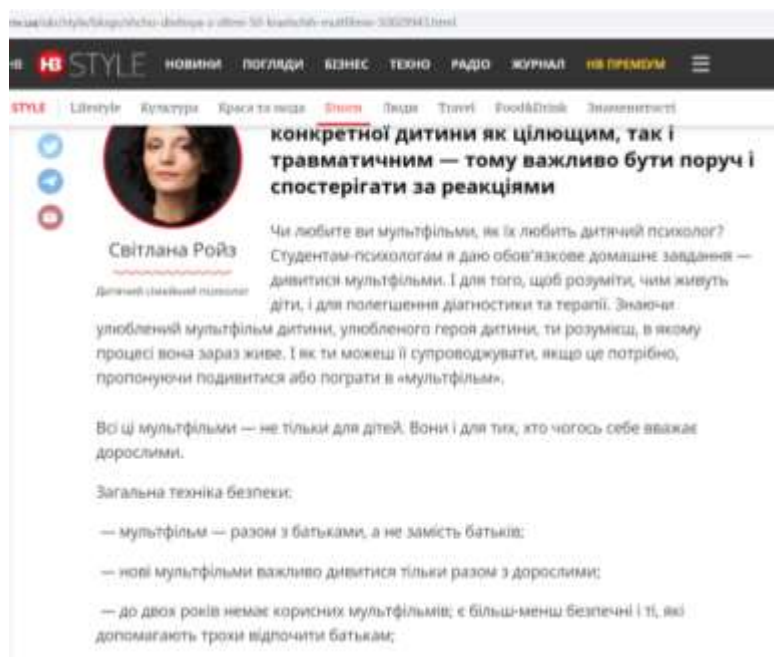 НВ STYLE НОВИНИ ПОГЛЯДИ БІЗНЕС ТЕХНО РАДІО ЖУРНАЛ НВ ПРЕМІУМ
STYLE Lifestyle Культура Краса та мода Блоги Люди Travel Food&Drink Знаменитості
конкретної дитини як цілющим, так і
травматичним — тому важливо бути поруч і
спостерігати за реакціями
Світлана Ройз
Дитячий сімейний психолог
Чи любите ви мультфільми, як їх любить дитячий психолог?
Студентам-психологам я даю обов'язкове домашнє завдання —
дивитися мультфільми. І для того, щоб розуміти, чим живуть
діти, і для полегшення діагностики та терапії. Знаючи
улюблений мультфільм дитини, улюбленого героя дитини, ти розумієш, в якому
процесі вона зараз живе. І як ти можеш її супроводжувати, якщо це потрібно,
пропонуючи подивитися або пограти в «мультфільм».
Всі ці мультфільми — не тільки для дітей. Вони і для тих, хто чогось себе вважає
дорослими.
Загальна техніка безпеки:
— мультфільм — разом з батьками, а не замість батьків;
— нові мультфільми важливо дивитися тільки разом з дорослими;
— до двох років немає корисних мультфільмів; є більш-менш безпечні і ті, які
допомагають трохи відпочити батькам;